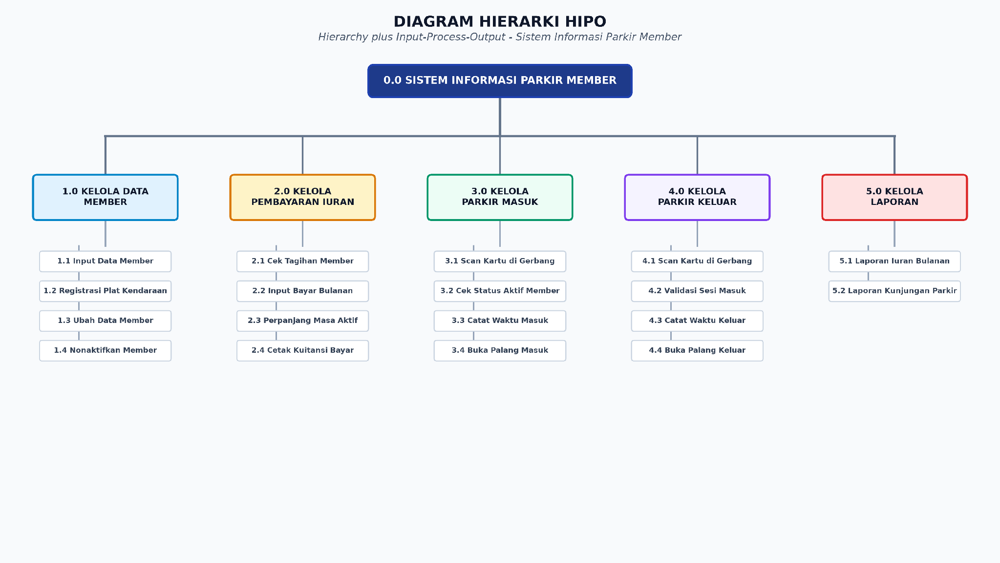 DIAGRAM HIERARKI HIPO
Hierarchy plus Input-Process-Output - Sistem Informasi Parkir Member
0.0 SISTEM INFORMASI PARKIR MEMBER
1.0 KELOLA DATA
MEMBER
1.1 Input Data Member
1.2 Registrasi Plat Kendaraan
1.3 Ubah Data Member
1.4 Nonaktifkan Member
2.0 KELOLA
PEMBAYARAN IURAN
2.1 Cek Tagihan Member
2.2 Input Bayar Bulanan
2.3 Perpanjang Masa Aktif
2.4 Cetak Kuitansi Bayar
3.0 KELOLA
PARKIR MASUK
3.1 Scan Kartu di Gerbang
3.2 Cek Status Aktif Member
3.3 Catat Waktu Masuk
3.4 Buka Palang Masuk
4.0 KELOLA
PARKIR KELUAR
4.1 Scan Kartu di Gerbang
4.2 Validasi Sesi Masuk
4.3 Catat Waktu Keluar
4.4 Buka Palang Keluar
5.0 KELOLA
LAPORAN
5.1 Laporan Iuran Bulanan
5.2 Laporan Kunjungan Parkir